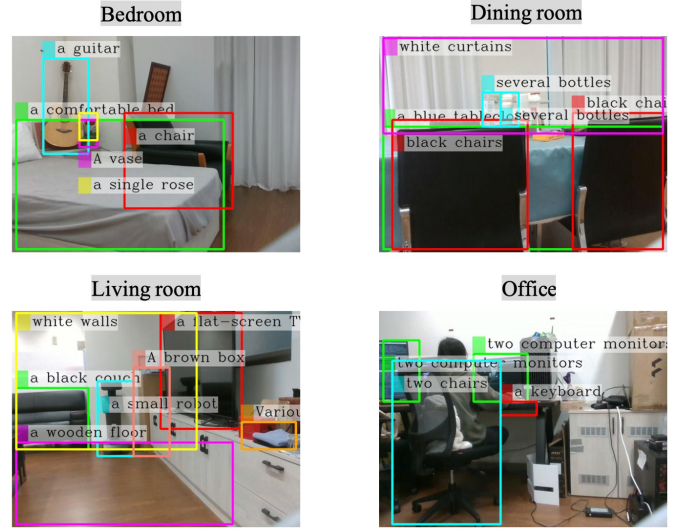 Bedroom
a guitar
a comfortable bed
a chair
A vase
a single rose
Dining room
white curtains
several bottles
black chai
a blue tableclo
several bottles
black chairs
Living room
white walls
a flat-screen T
A brown box
a black couch
a small robot
Variou
a wooden floor
Office
two computer monitors
two computer monitors
two chairs
a keyboard